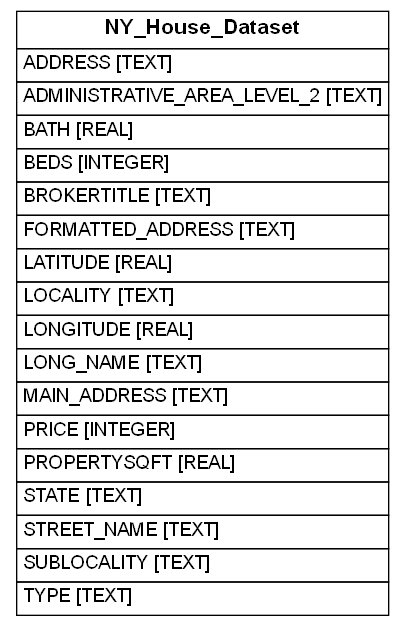 NY_House_Dataset
ADDRESS [TEXT]
ADMINISTRATIVE_AREA_LEVEL_2 [TEXT]
BATH [REAL]
BEDS [INTEGER]
BROKERTITLE [TEXT]
FORMATTED_ADDRESS [TEXT]
LATITUDE [REAL]
LOCALITY [TEXT]
LONGITUDE [REAL]
LONG_NAME [TEXT]
MAIN_ADDRESS [TEXT]
PRICE [INTEGER]
PROPERTYSQFT [REAL]
STATE [TEXT]
STREET_NAME [TEXT]
SUBLOCALITY [TEXT]
TYPE [TEXT]